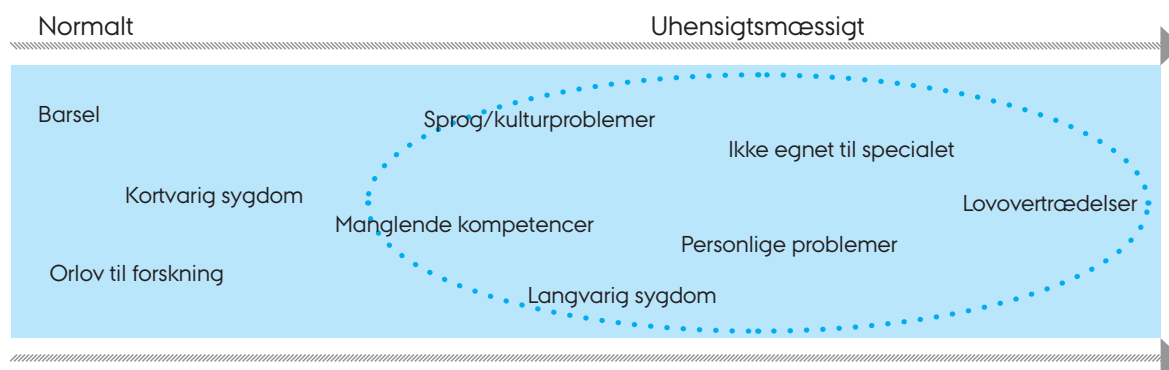 Normalt
Uhensigtsmæssigt
Barsel
Sprog/kulturproblemer
Ikke egnet til specialet
Kortvarig sygdom
Lovovertrædelser
Manglende kompetencer
Personlige problemer
Orlov til forskning
Langvarig sygdom